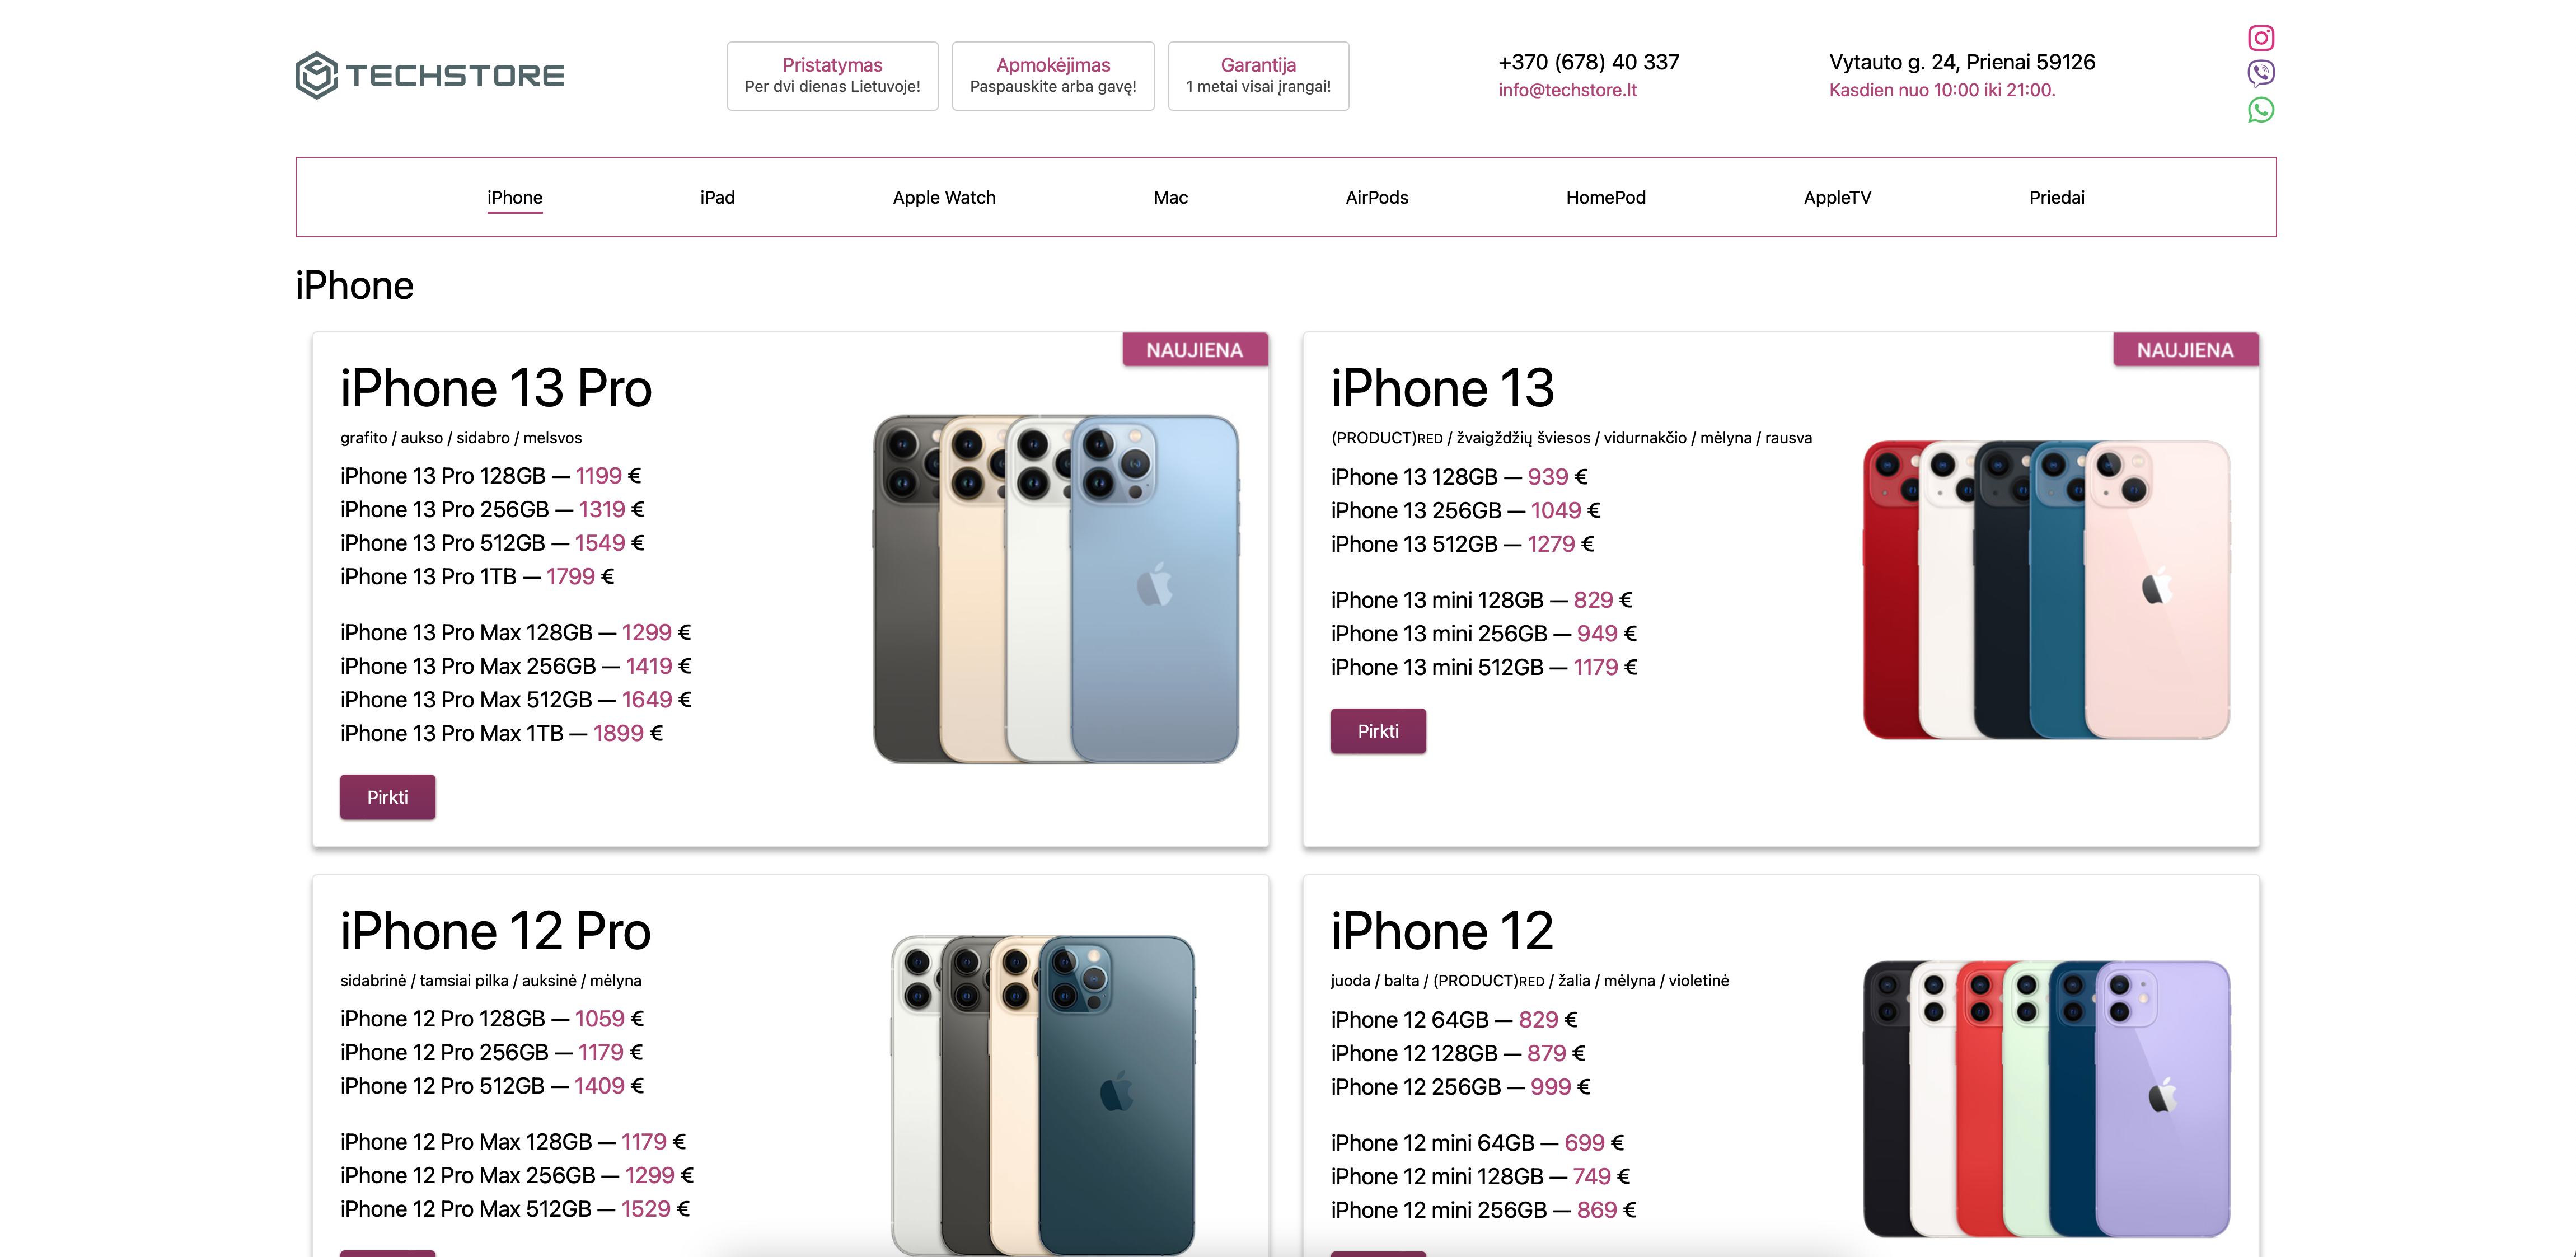 TECHSTORE
Pristatymas
Per dvi dienas Lietuvoje!
Apmokėjimas
Paspauskite arba gavę!
Garantija
1 metai visai įrangai!
+370 (678) 40 337
info@techstore.lt
Vytauto g. 24, Prienai 59126
Kasdien nuo 10:00 iki 21:00.
iPhone
iPad
Apple Watch
Mac
AirPods
HomePod
AppleTV
Priedai
iPhone
NAUJIENA
iPhone 13 Pro
grafito / aukso / sidabro / melsvos
iPhone 13 Pro 128GB — 1199 €
iPhone 13 Pro 256GB — 1319 €
iPhone 13 Pro 512GB — 1549 €
iPhone 13 Pro 1TB — 1799 €
iPhone 13 Pro Max 128GB — 1299 €
iPhone 13 Pro Max 256GB — 1419 €
iPhone 13 Pro Max 512GB — 1649 €
iPhone 13 Pro Max 1TB — 1899 €
Pirkti
NAUJIENA
iPhone 13
(PRODUCT)RED / žvaigždžių šviesos / vidurnakčio / mėlyna / rausva
iPhone 13 128GB — 939 €
iPhone 13 256GB — 1049 €
iPhone 13 512GB — 1279 €
iPhone 13 mini 128GB — 829 €
iPhone 13 mini 256GB — 949 €
iPhone 13 mini 512GB — 1179 €
Pirkti
iPhone 12 Pro
sidabrinė / tamsiai pilka / auksinė / mėlyna
iPhone 12 Pro 128GB — 1059 €
iPhone 12 Pro 256GB — 1179 €
iPhone 12 Pro 512GB — 1409 €
iPhone 12 Pro Max 128GB — 1179 €
iPhone 12 Pro Max 256GB — 1299 €
iPhone 12 Pro Max 512GB — 1529 €
iPhone 12
juoda / balta / (PRODUCT)RED / žalia / mėlyna / violetinė
iPhone 12 64GB — 829 €
iPhone 12 128GB — 879 €
iPhone 12 256GB — 999 €
iPhone 12 mini 64GB — 699 €
iPhone 12 mini 128GB — 749 €
iPhone 12 mini 256GB — 869 €